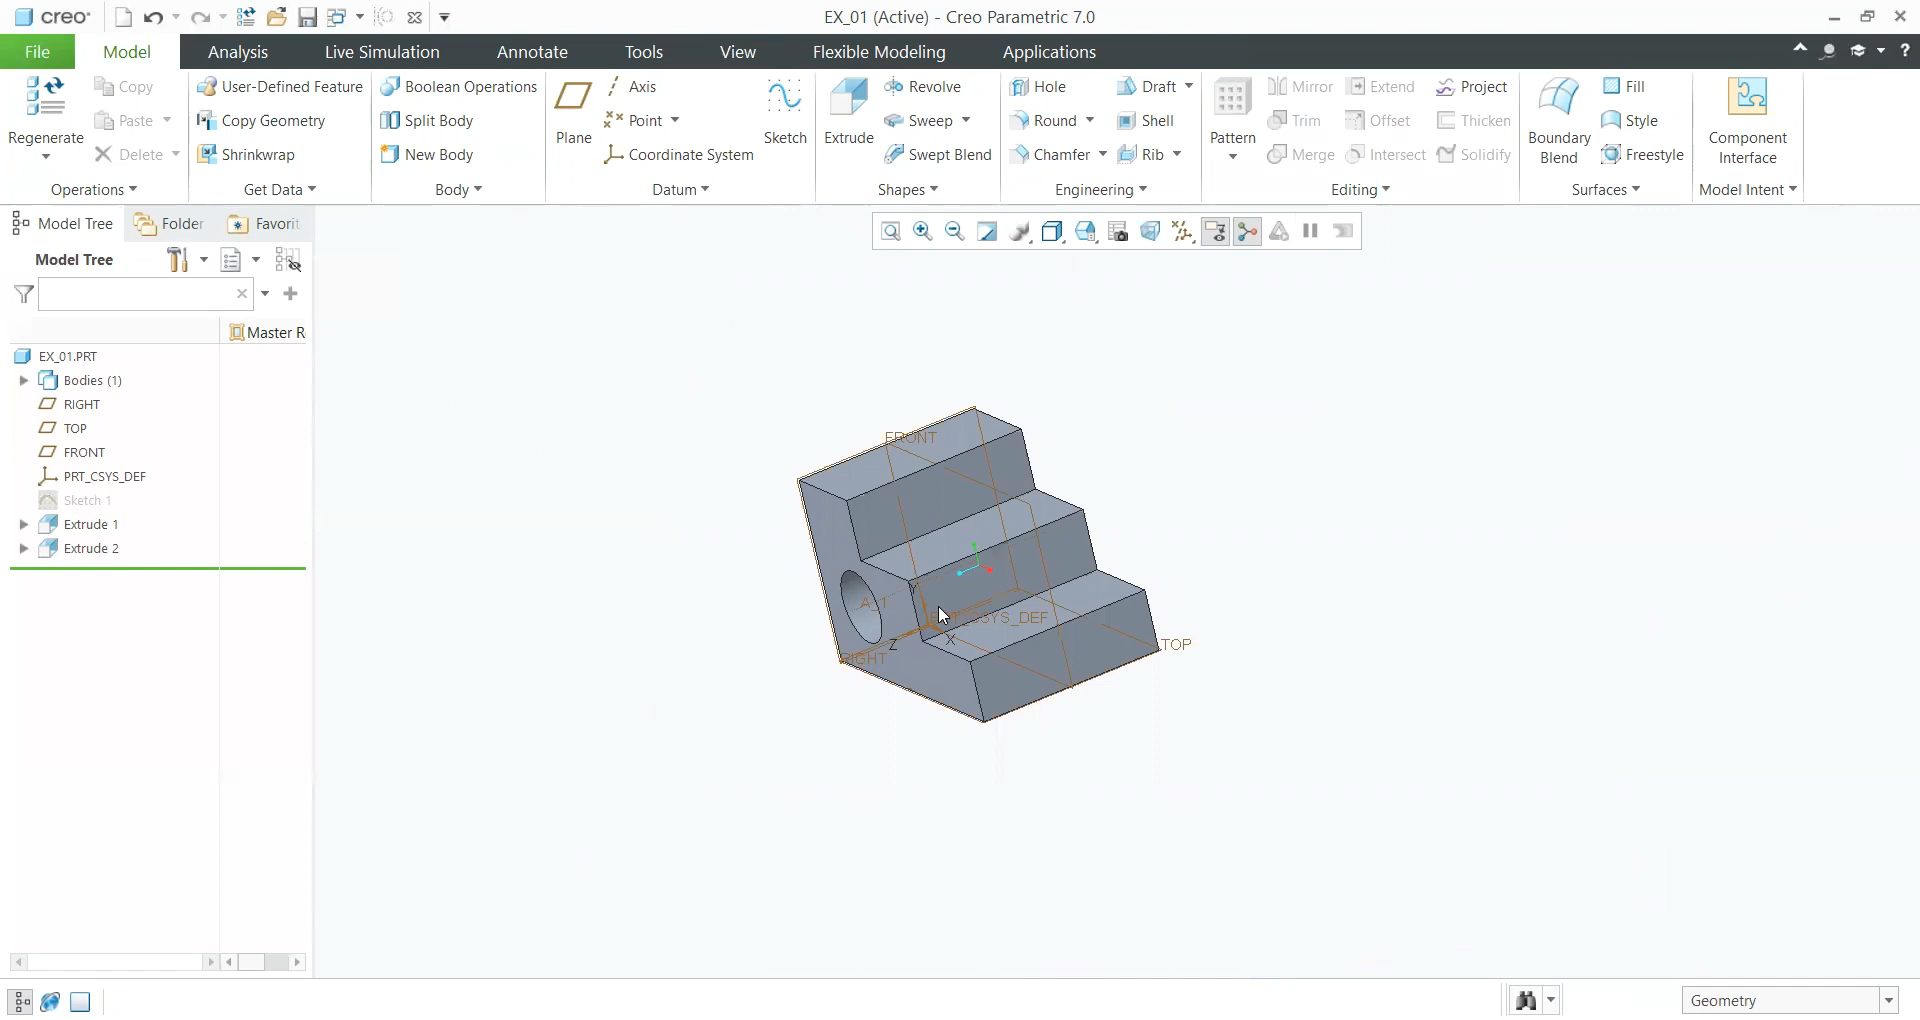 creo® EX_01 (Active) - Creo Parametric 7.0
File Model Analysis Live Simulation Annotate Tools View Flexible Modeling Applications
Regenerate Copy Paste Delete
Operations
User-Defined Feature
Copy Geometry
Shrinkwrap
Get Data
Boolean Operations
Split Body
New Body
Body
Plane Axis Point Coordinate System Sketch
Datum
Extrude Revolve Sweep Swept Blend
Shapes
Hole Draft
Round Shell
Chamfer Rib
Engineering
Pattern Mirror Extend Project
Trim Offset Thicken
Merge Intersect Solidify
Editing
Boundary Blend Fill Style Freestyle
Surfaces
Component Interface
Model Intent
Model Tree Folder Favorit
Model Tree
Master R
EX_01.PRT
Bodies (1)
RIGHT
TOP
FRONT
PRT_CSYS_DEF
Sketch 1
Extrude 1
Extrude 2
FRONT
A_1
Y
PRT_CSYS_DEF
X
Z
RIGHT
TOP
Geometry